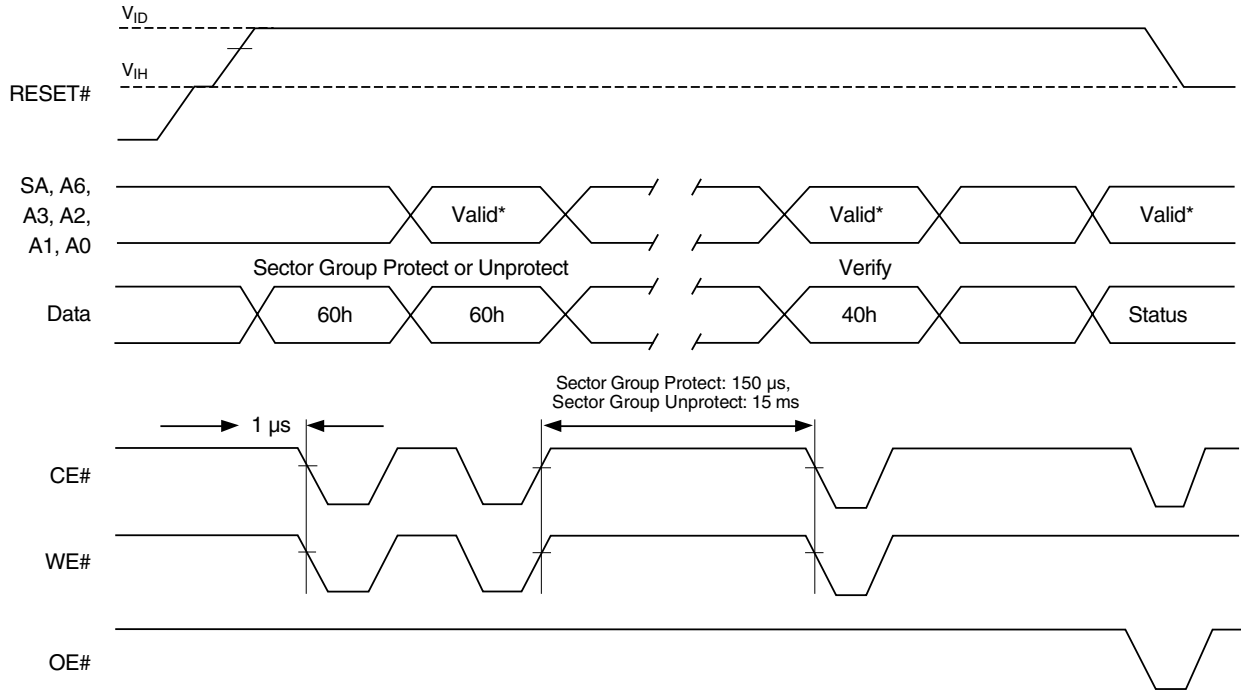 VID
VIH
RESET#
SA, A6,
A3, A2,
A1, A0
Valid*
Valid*
Valid*
Sector Group Protect or Unprotect
Verify
Data
60h
60h
40h
Status
Sector Group Protect: 150 µs,
Sector Group Unprotect: 15 ms
1 µs
CE#
WE#
OE#